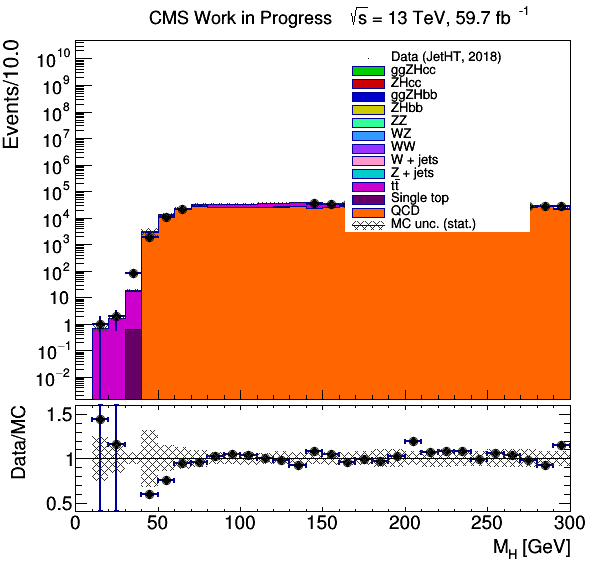 CMS Work in Progress √s = 13 TeV, 59.7 fb⁻¹
Events/10.0
10¹⁰
10⁹
10⁸
10⁷
10⁶
10⁵
10⁴
10³
10²
10
1
10⁻¹
10⁻²
Data (JetHT, 2018)
ggZHcc
ZHcc
ggZHbb
ZHbb
ZZ
WZ
WW
W + jets
Z + jets
tt̄
Single top
QCD
MC unc. (stat.)
Data/MC
1.5
1
0.5
0 50 100 150 200 250 300
M_H [GeV]